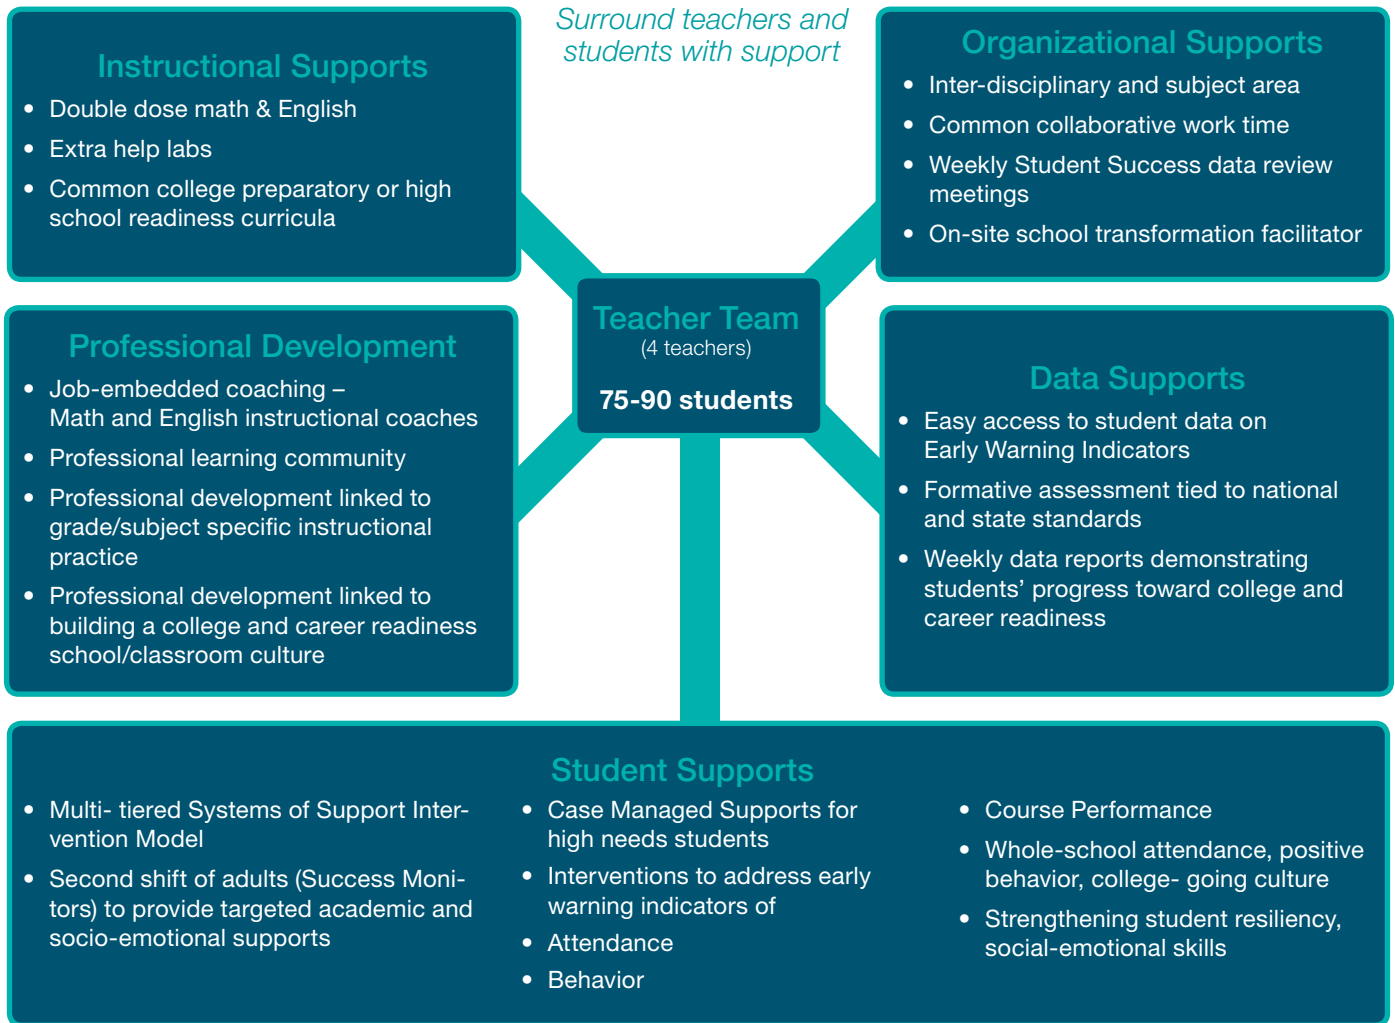 Surround teachers and
students with support
Instructional Supports
• Double dose math & English
• Extra help labs
• Common college preparatory or high
school readiness curricula
Organizational Supports
• Inter-disciplinary and subject area
• Common collaborative work time
• Weekly Student Success data review
meetings
• On-site school transformation facilitator
Teacher Team
(4 teachers)
75-90 students
Professional Development
• Job-embedded coaching –
Math and English instructional coaches
• Professional learning community
• Professional development linked to
grade/subject specific instructional
practice
• Professional development linked to
building a college and career readiness
school/classroom culture
Data Supports
• Easy access to student data on
Early Warning Indicators
• Formative assessment tied to national
and state standards
• Weekly data reports demonstrating
students’ progress toward college and
career readiness
Student Supports
• Multi- tiered Systems of Support Inter-
vention Model
• Second shift of adults (Success Moni-
tors) to provide targeted academic and
socio-emotional supports
• Case Managed Supports for
high needs students
• Interventions to address early
warning indicators of
• Attendance
• Behavior
• Course Performance
• Whole-school attendance, positive
behavior, college- going culture
• Strengthening student resiliency,
social-emotional skills